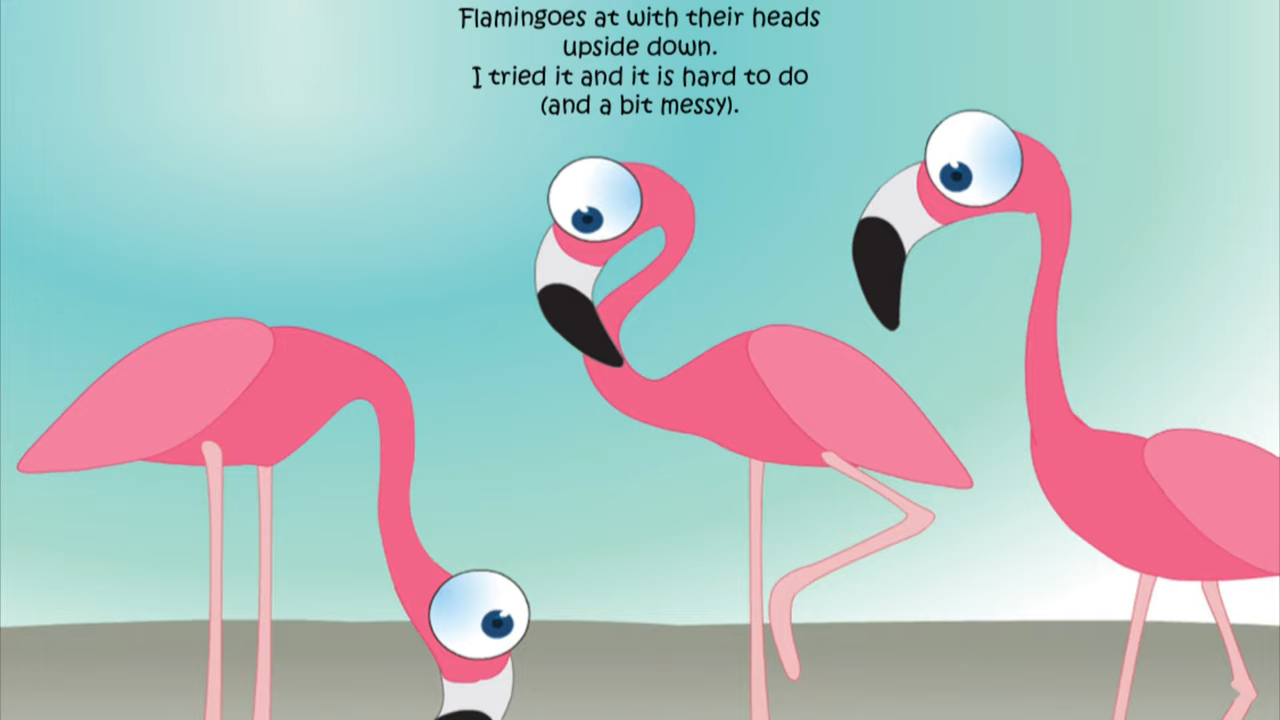 Flamingoes at with their heads
upside down.
I tried it and it is hard to do
(and a bit messy).